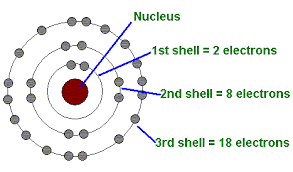 Nucleus
1st shell = 2 electrons
2nd shell = 8 electrons
3rd shell = 18 electrons